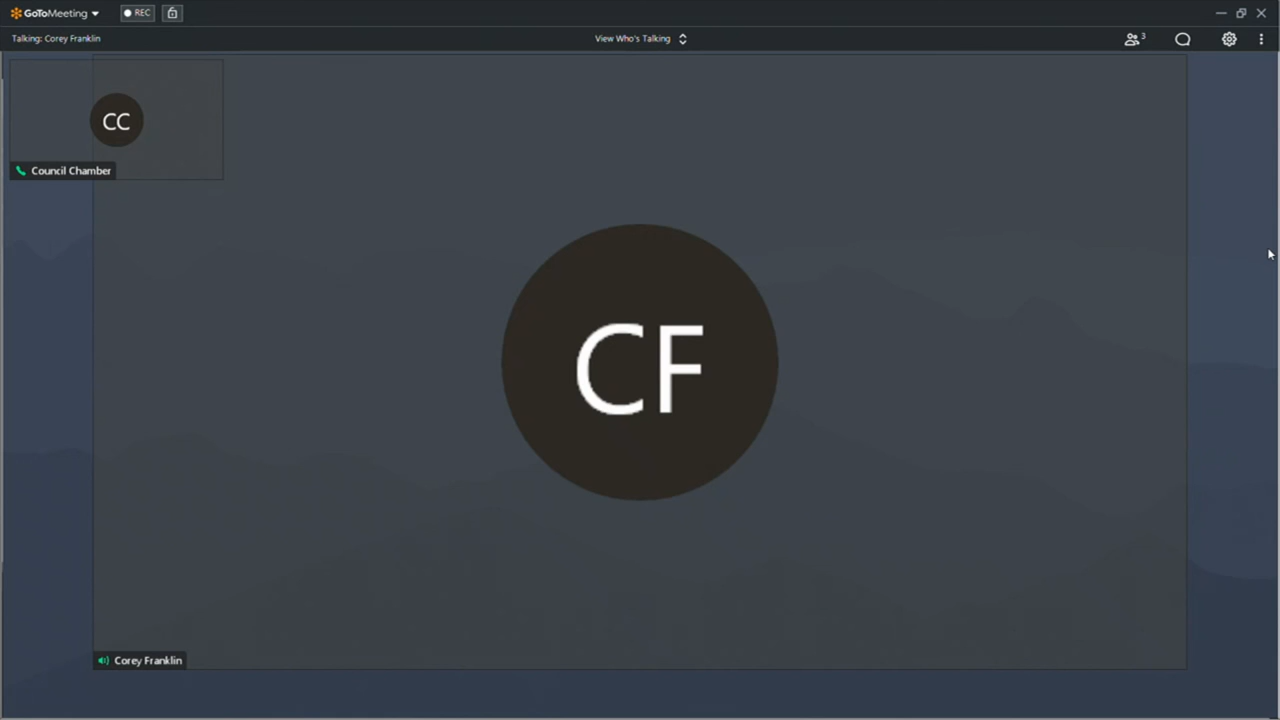 GoToMeeting
REC
Talking: Corey Franklin
View Who's Talking
3
CC
Council Chamber
CF
Corey Franklin